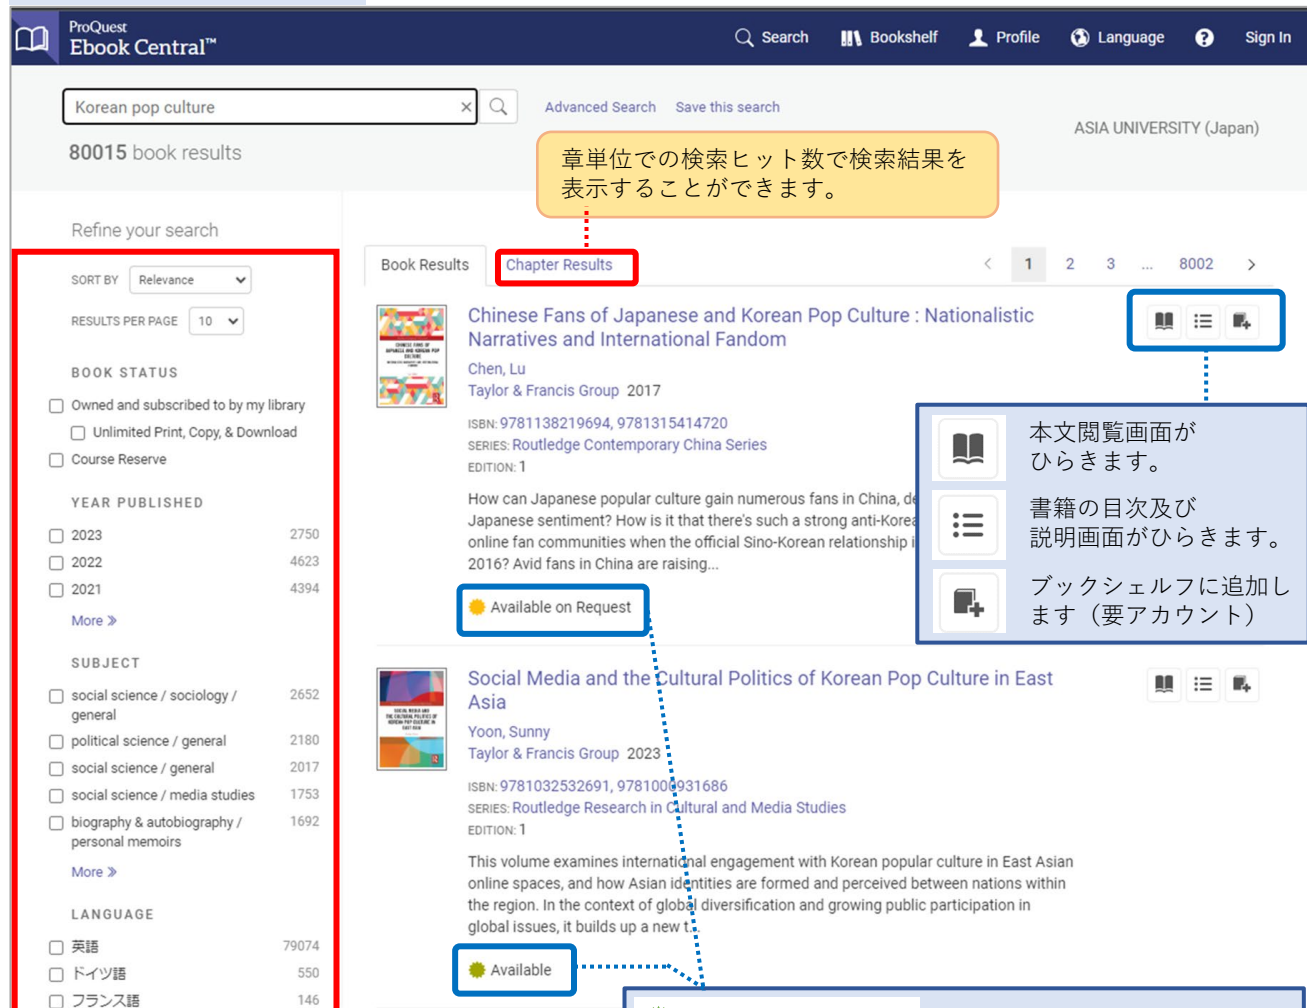 ProQuest
Ebook Central™
Search
Bookshelf
Profile
Language
Sign In
Korean pop culture
Advanced Search
Save this search
ASIA UNIVERSITY (Japan)
80015 book results
章単位での検索ヒット数で検索結果を
表示することができます。
Refine your search
SORT BY Relevance
RESULTS PER PAGE 10
BOOK STATUS
Owned and subscribed to by my library
Unlimited Print, Copy, & Download
Course Reserve
YEAR PUBLISHED
2023 2750
2022 4623
2021 4394
More »
SUBJECT
social science / sociology / 2652
general
political science / general 2180
social science / general 2017
social science / media studies 1753
biography & autobiography / 1692
personal memoirs
More »
LANGUAGE
英語 79074
ドイツ語 550
フランス語 146
Book Results
Chapter Results
< 1 2 3 ... 8002 >
Chinese Fans of Japanese and Korean Pop Culture : Nationalistic
Narratives and International Fandom
Chen, Lu
Taylor & Francis Group 2017
ISBN: 9781138219694, 9781315414720
SERIES: Routledge Contemporary China Series
EDITION: 1
How can Japanese popular culture gain numerous fans in China, de
Japanese sentiment? How is it that there's such a strong anti-Korea
online fan communities when the official Sino-Korean relationship i
2016? Avid fans in China are raising...
Available on Request
本文閲覧画面が
ひらきます。
書籍の目次及び
説明画面がひらきます。
ブックシェルフに追加し
ます（要アカウント）
Social Media and the Cultural Politics of Korean Pop Culture in East
Asia
Yoon, Sunny
Taylor & Francis Group 2023
ISBN: 9781032532691, 9781000931686
SERIES: Routledge Research in Cultural and Media Studies
EDITION: 1
This volume examines international engagement with Korean popular culture in East Asian
online spaces, and how Asian identities are formed and perceived between nations within
the region. In the context of global diversification and growing public participation in
global issues, it builds up a new t...
Available